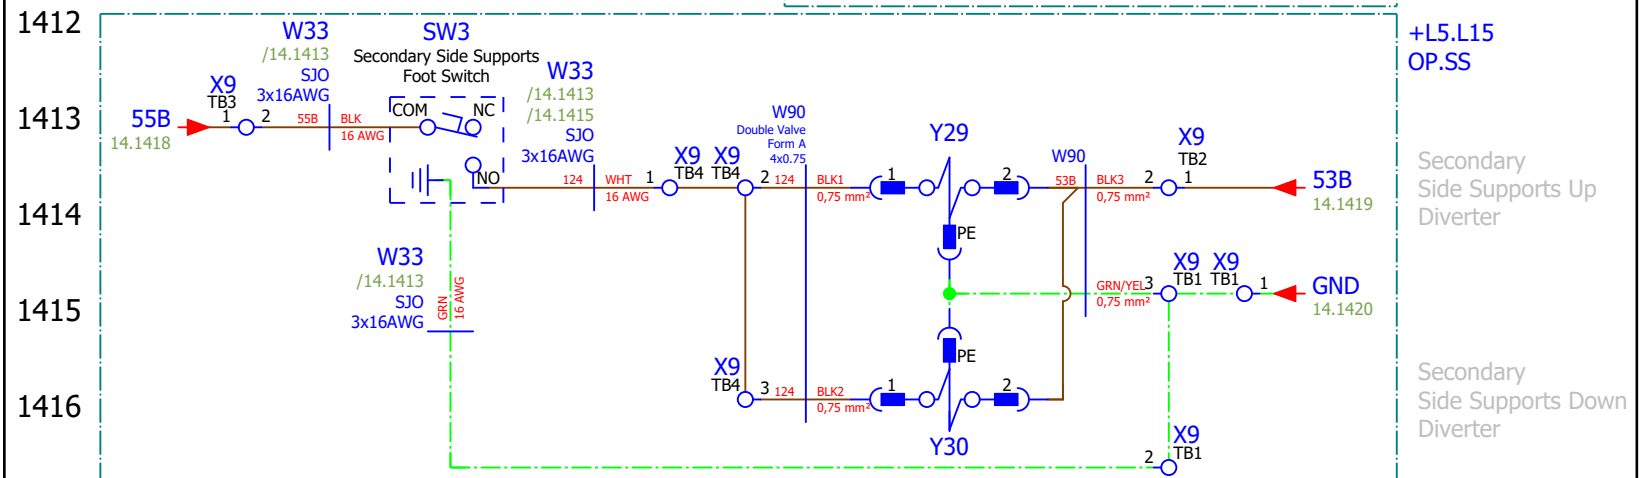 1412
1413
1414
1415
1416
+L5.L15
OP.SS
W33
/14.1413
SJO
3x16AWG
SW3
Secondary Side Supports
Foot Switch
W33
/14.1413
/14.1415
SJO
3x16AWG
55B
14.1418
X9
TB3
1
2
55B
BLK
16 AWG
COM
NC
NO
124
WHT
16 AWG
1
X9
TB4
X9
TB4
2
124
W90
Double Valve
Form A
4x0.75
BLK1
0,75 mm²
1
Y29
2
53B
W90
BLK3
0,75 mm²
2
X9
TB2
1
53B
14.1419
Secondary
Side Supports Up
Diverter
PE
W33
/14.1413
SJO
3x16AWG
GRN
16 AWG
GRN/YEL
0,75 mm²
3
X9
TB1
X9
TB1
1
GND
14.1420
PE
X9
TB4
3
124
BLK2
0,75 mm²
1
2
Y30
Secondary
Side Supports Down
Diverter
2
X9
TB1